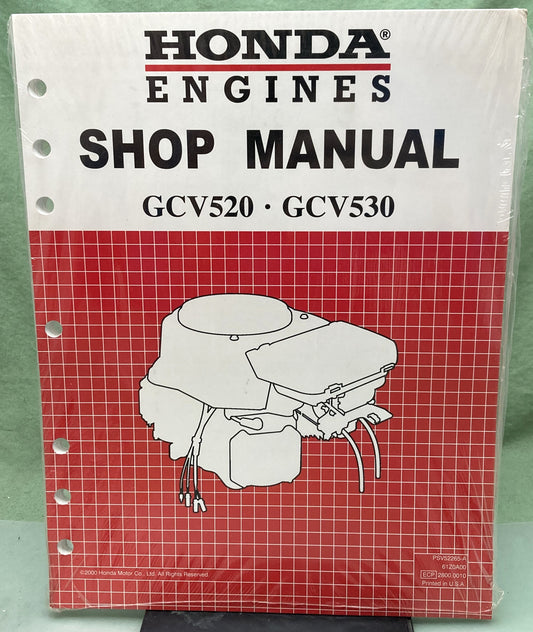 HONDA®
ENGINES
SHOP MANUAL
GCV520 · GCV530
PSV52265-A
61Z0A00
ECP 2800.0010
Printed in U.S.A.
©2000 Honda Motor Co., Ltd. All Rights Reserved.